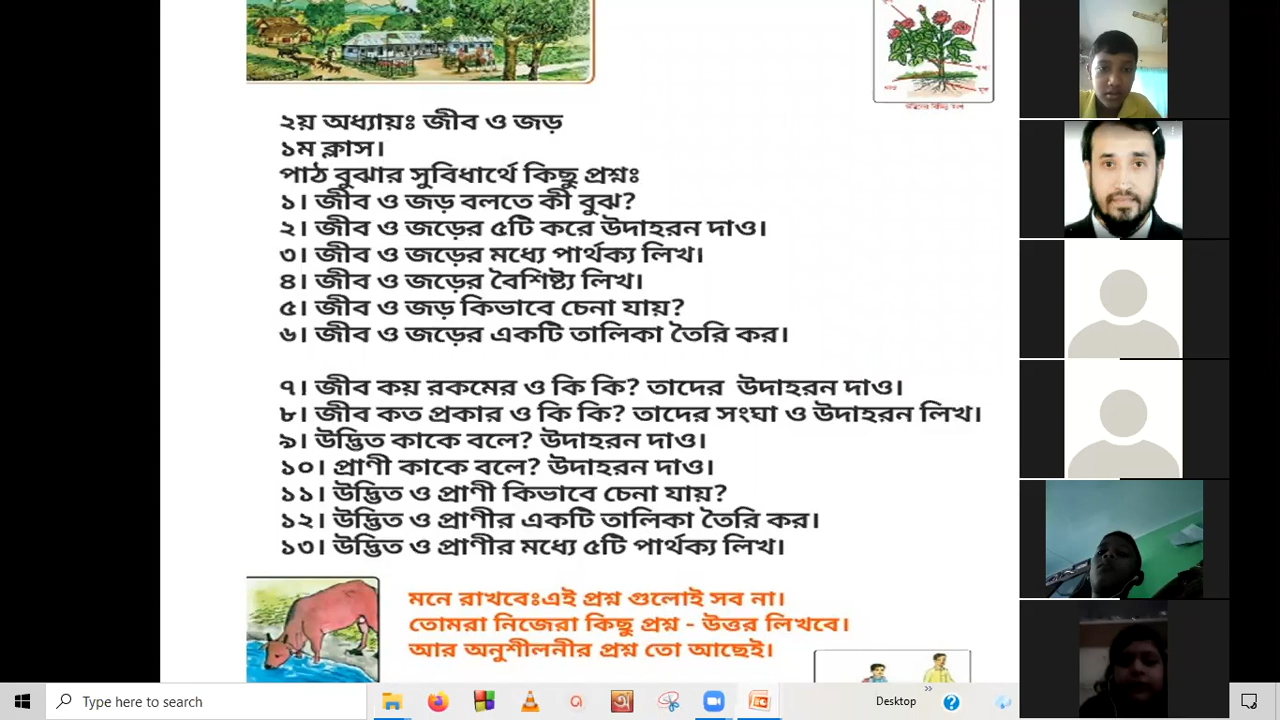 ২য় অধ্যায়ঃ জীব ও জড়
১ম ক্লাস।
পাঠ বুঝার সুবিধার্থে কিছু প্রশ্নঃ
১। জীব ও জড় বলতে কী বুঝ?
২। জীব ও জড়ের ৫টি করে উদাহরন দাও।
৩। জীব ও জড়ের মধ্যে পার্থক্য লিখ।
৪। জীব ও জড়ের বৈশিষ্ট্য লিখ।
৫। জীব ও জড় কিভাবে চেনা যায়?
৬। জীব ও জড়ের একটি তালিকা তৈরি কর।
৭। জীব কয় রকমের ও কি কি? তাদের উদাহরন দাও।
৮। জীব কত প্রকার ও কি কি? তাদের সংঘা ও উদাহরন লিখ।
৯। উদ্ভিত কাকে বলে? উদাহরন দাও।
১০। প্রাণী কাকে বলে? উদাহরন দাও।
১১। উদ্ভিত ও প্রাণী কিভাবে চেনা যায়?
১২। উদ্ভিত ও প্রাণীর একটি তালিকা তৈরি কর।
১৩। উদ্ভিত ও প্রাণীর মধ্যে ৫টি পার্থক্য লিখ।
মনে রাখবেঃএই প্রশ্ন গুলোই সব না।
তোমরা নিজেরা কিছু প্রশ্ন - উত্তর লিখবে।
আর অনুশীলনীর প্রশ্ন তো আছেই।
Type here to search
Desktop